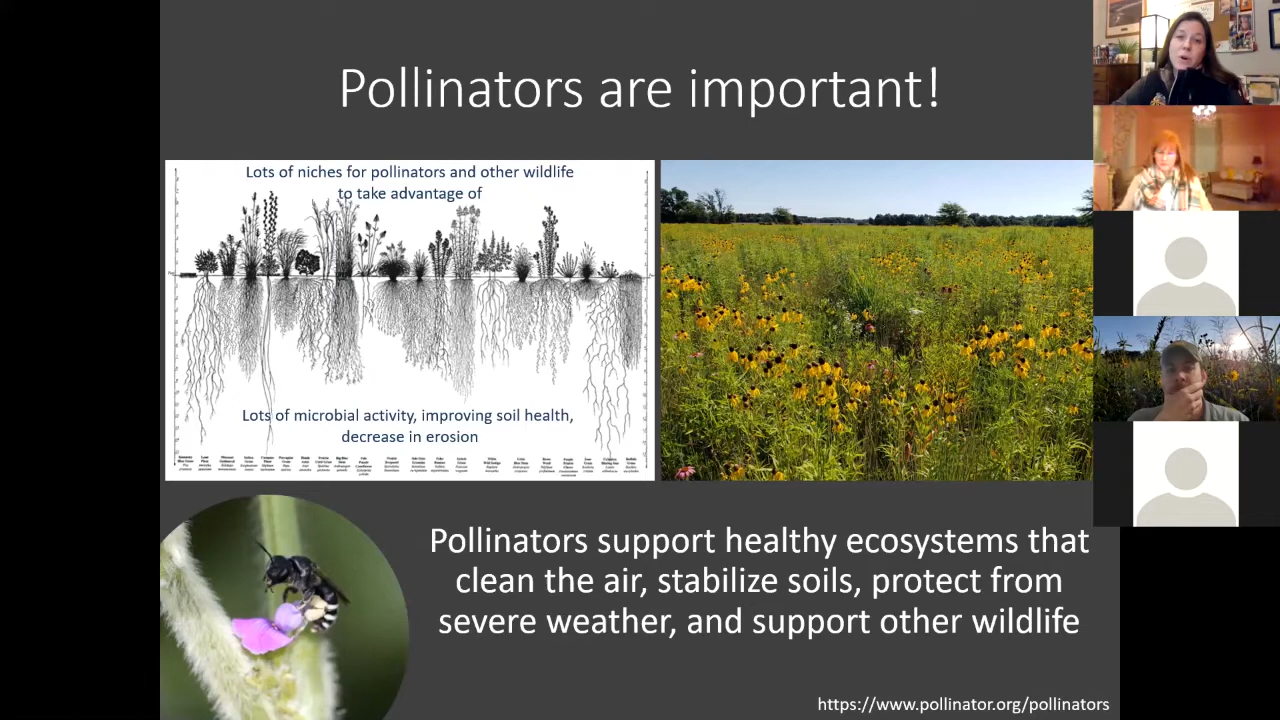 Pollinators are important!
Lots of niches for pollinators and other wildlife
to take advantage of
Lots of microbial activity, improving soil health,
decrease in erosion
Pollinators support healthy ecosystems that
clean the air, stabilize soils, protect from
severe weather, and support other wildlife
https://www.pollinator.org/pollinators